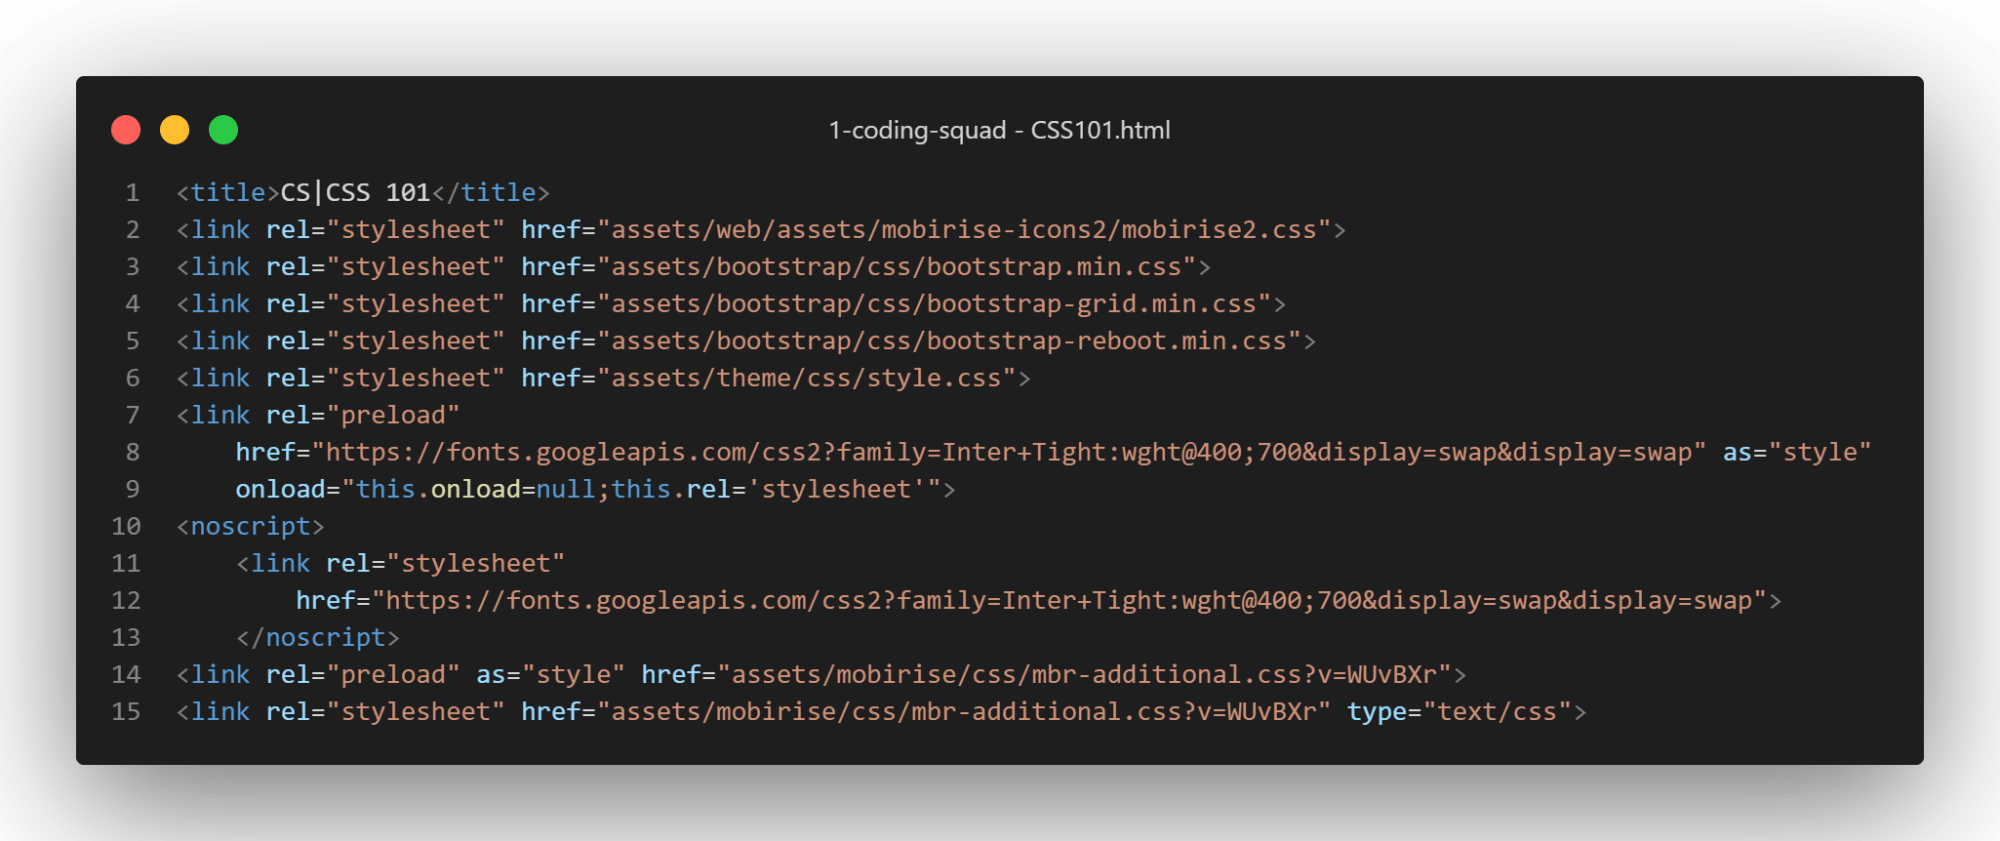 1-coding-squad - CSS101.html
1 <title>CS|CSS 101</title>
2 <link rel="stylesheet" href="assets/web/assets/mobirise-icons2/mobirise2.css">
3 <link rel="stylesheet" href="assets/bootstrap/css/bootstrap.min.css">
4 <link rel="stylesheet" href="assets/bootstrap/css/bootstrap-grid.min.css">
5 <link rel="stylesheet" href="assets/bootstrap/css/bootstrap-reboot.min.css">
6 <link rel="stylesheet" href="assets/theme/css/style.css">
7 <link rel="preload"
8     href="https://fonts.googleapis.com/css2?family=Inter+Tight:wght@400;700&display=swap&display=swap" as="style"
9     onload="this.onload=null;this.rel='stylesheet'">
10 <noscript>
11     <link rel="stylesheet"
12         href="https://fonts.googleapis.com/css2?family=Inter+Tight:wght@400;700&display=swap&display=swap">
13     </noscript>
14 <link rel="preload" as="style" href="assets/mobirise/css/mbr-additional.css?v=WUvBXr">
15 <link rel="stylesheet" href="assets/mobirise/css/mbr-additional.css?v=WUvBXr" type="text/css">